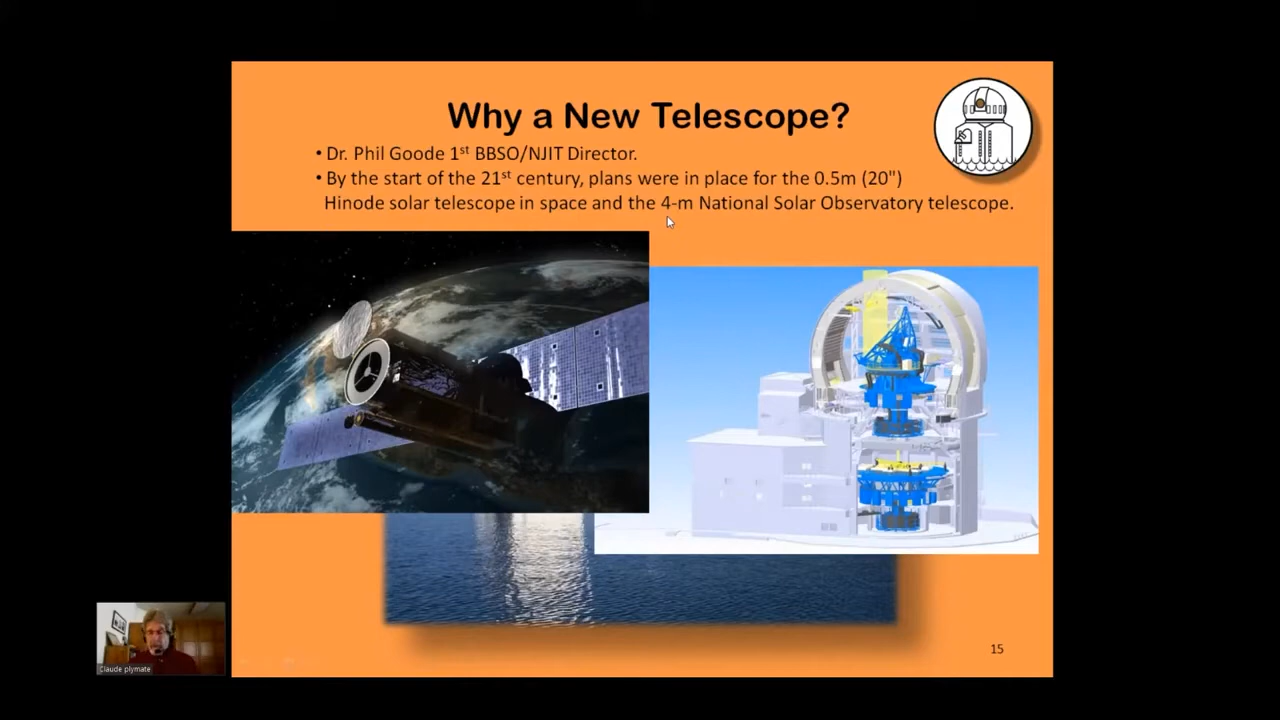 Why a New Telescope?
• Dr. Phil Goode 1st BBSO/NJIT Director.
• By the start of the 21st century, plans were in place for the 0.5m (20")
Hinode solar telescope in space and the 4-m National Solar Observatory telescope.
15
Claude plymate